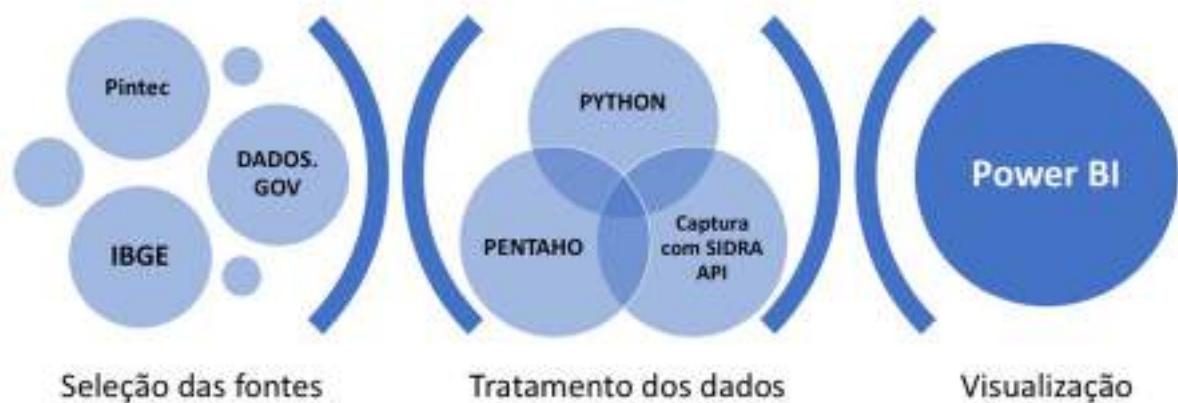 Pintec
DADOS.
GOV
IBGE
Seleção das fontes
PYTHON
PENTAHO
Captura
com SIDRA
API
Tratamento dos dados
Power BI
Visualização